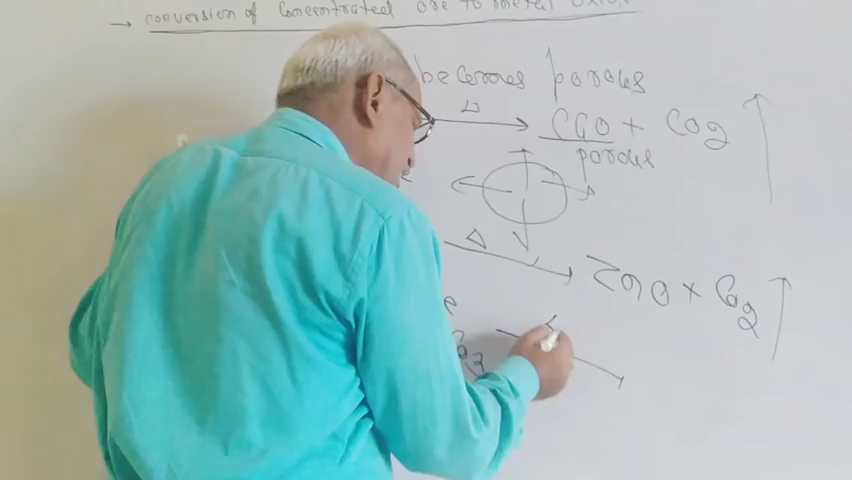 → conversion of Concentrated ore to metal oxide
becomes porous
Δ → CaO + CO2 ↑
porous
Δ → ZnO + CO2 ↑